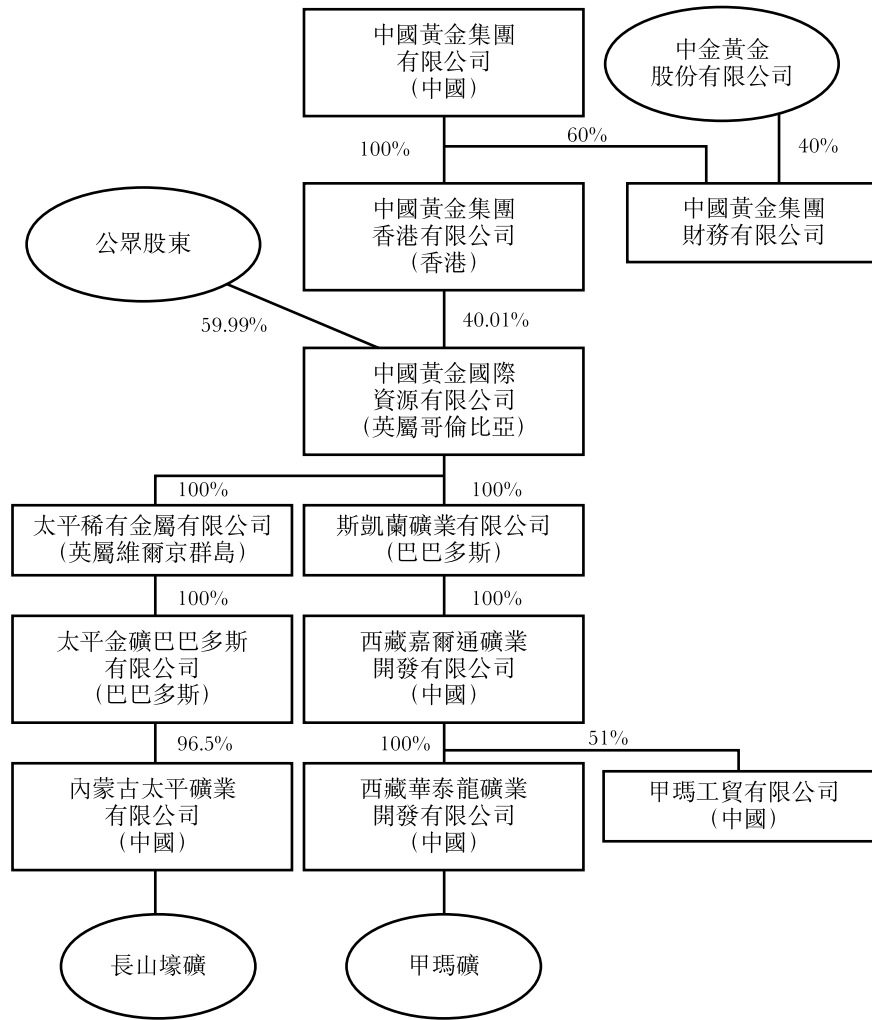 中國黃金集團
有限公司
(中國)
中金黃金
股份有限公司
100%
60%
40%
中國黃金集團
香港有限公司
(香港)
中國黃金集團
財務有限公司
公眾股東
59.99%
40.01%
中國黃金國際
資源有限公司
(英屬哥倫比亞)
100%
100%
太平稀有金屬有限公司
(英屬維爾京群島)
斯凱蘭礦業有限公司
(巴巴多斯)
100%
100%
太平金礦巴巴多斯
有限公司
(巴巴多斯)
西藏嘉爾通礦業
開發有限公司
(中國)
96.5%
100%
51%
內蒙古太平礦業
有限公司
(中國)
西藏華泰龍礦業
開發有限公司
(中國)
甲瑪工貿有限公司
(中國)
長山壕礦
甲瑪礦